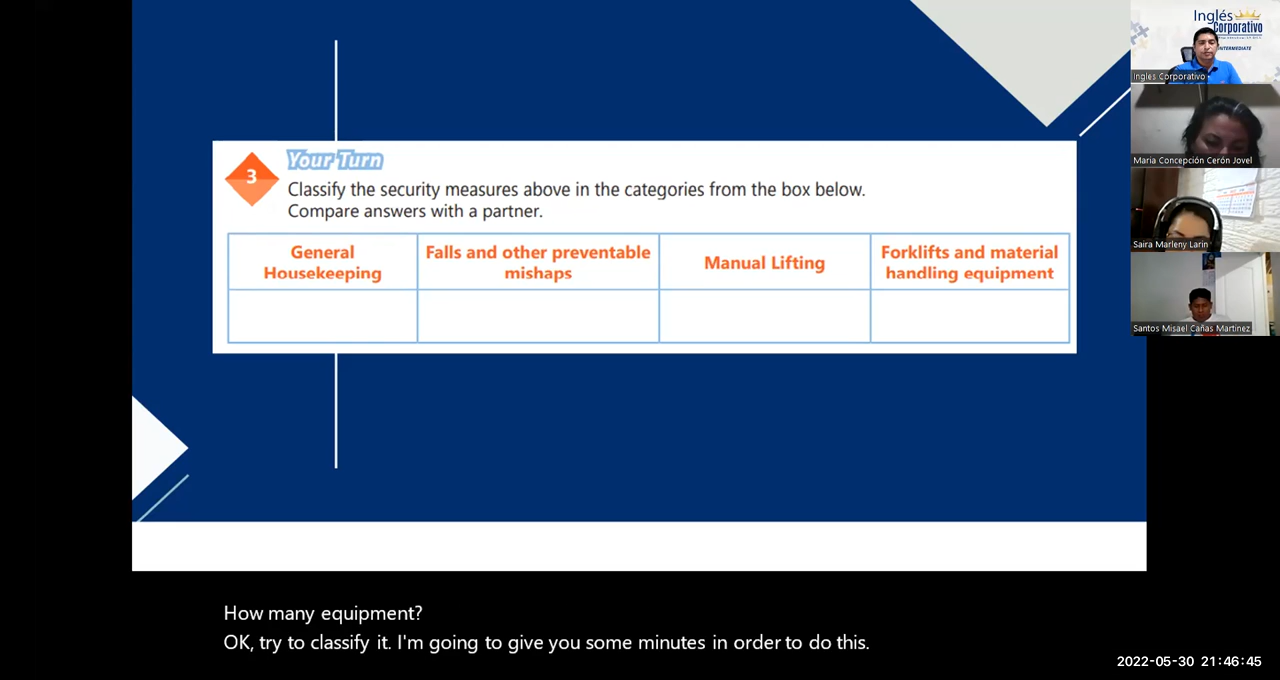 3
Your Turn
Classify the security measures above in the categories from the box below.
Compare answers with a partner.
General
Housekeeping
Falls and other preventable
mishaps
Manual Lifting
Forklifts and material
handling equipment
Inglés
Corporativo
INTERMEDIATE
Ingles Corporativo
Maria Concepción Cerón Jovel
Saira Marleny Larin
Santos Misael Cañas Martinez
How many equipment?
OK, try to classify it. I'm going to give you some minutes in order to do this.
2022-05-30 21:46:45